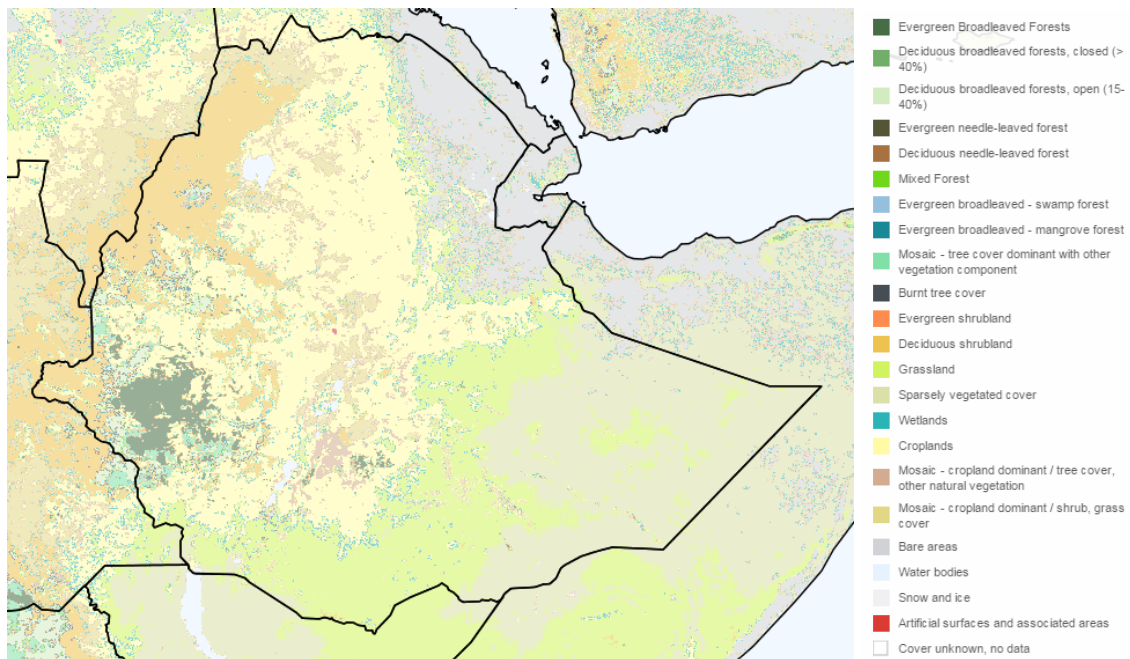 Evergreen Broadleaved Forests
Deciduous broadleaved forests, closed (>
40%)
Deciduous broadleaved forests, open (15-
40%)
Evergreen needle-leaved forest
Deciduous needle-leaved forest
Mixed Forest
Evergreen broadleaved - swamp forest
Evergreen broadleaved - mangrove forest
Mosaic - tree cover dominant with other
vegetation component
Burnt tree cover
Evergreen shrubland
Deciduous shrubland
Grassland
Sparsely vegetated cover
Wetlands
Croplands
Mosaic - cropland dominant / tree cover,
other natural vegetation
Mosaic - cropland dominant / shrub, grass
cover
Bare areas
Water bodies
Snow and ice
Artificial surfaces and associated areas
Cover unknown, no data